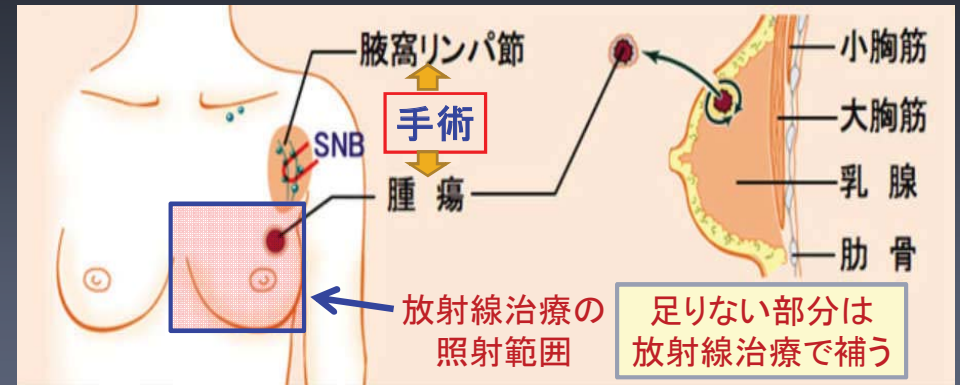 腋窩リンパ節
手術
SNB
腫 瘍
放射線治療の
照射範囲
小胸筋
大胸筋
乳 腺
肋 骨
足りない部分は
放射線治療で補う